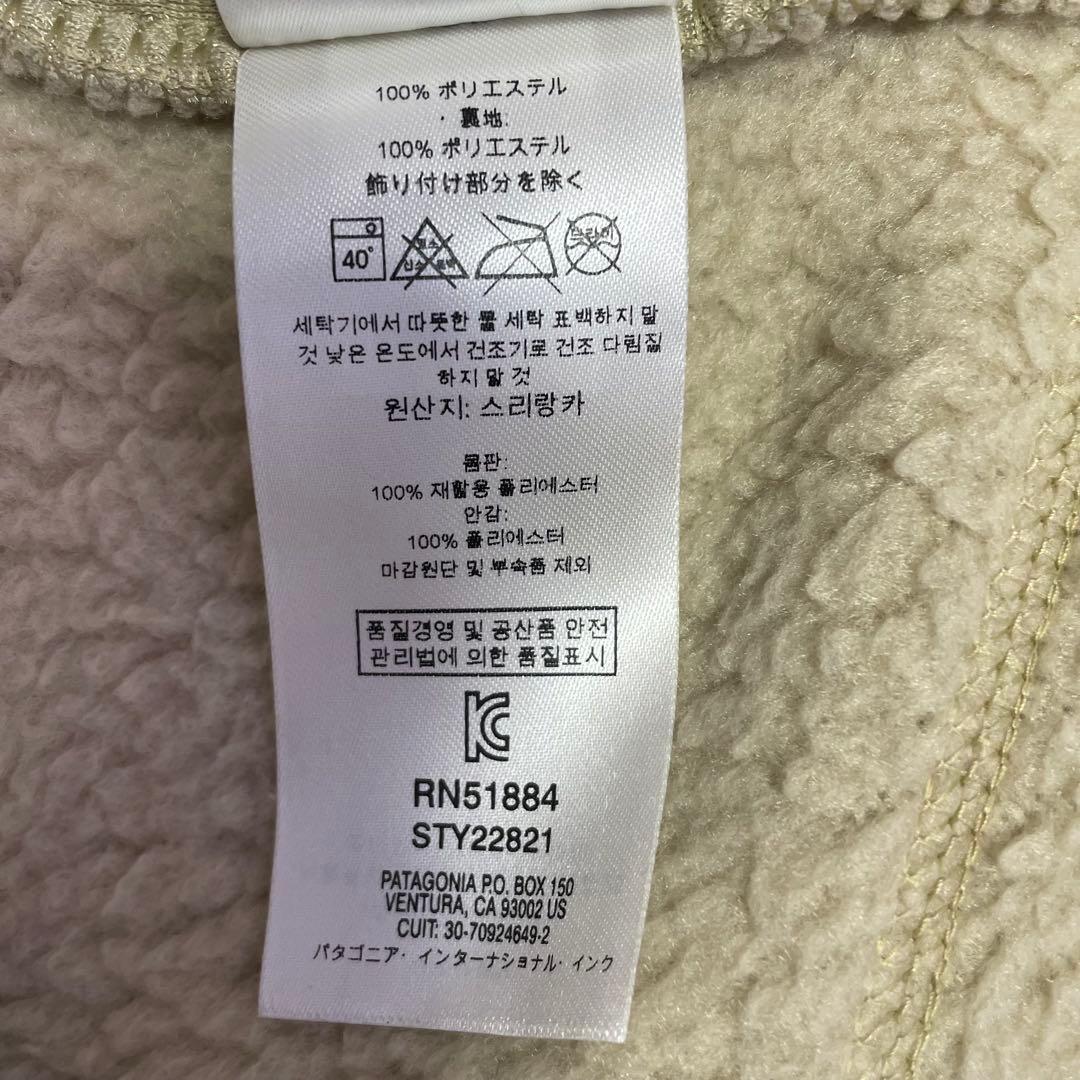 100% ポリエステル
・裏地:
100% ポリエステル
飾り付け部分を除く
40°
세탁기에서 따뜻한 물 세탁 표백하지 말
것 낮은 온도에서 건조기로 건조 다림질
하지 말 것
원산지: 스리랑카
몸판:
100% 재활용 폴리에스터
안감:
100% 폴리에스터
마감원단 및 부속품 제외
품질경영 및 공산품 안전
관리법에 의한 품질표시
RN51884
STY22821
PATAGONIA P.O. BOX 150
VENTURA, CA 93002 US
CUIT: 30-70924649-2
パタゴニア・インターナショナル・インク